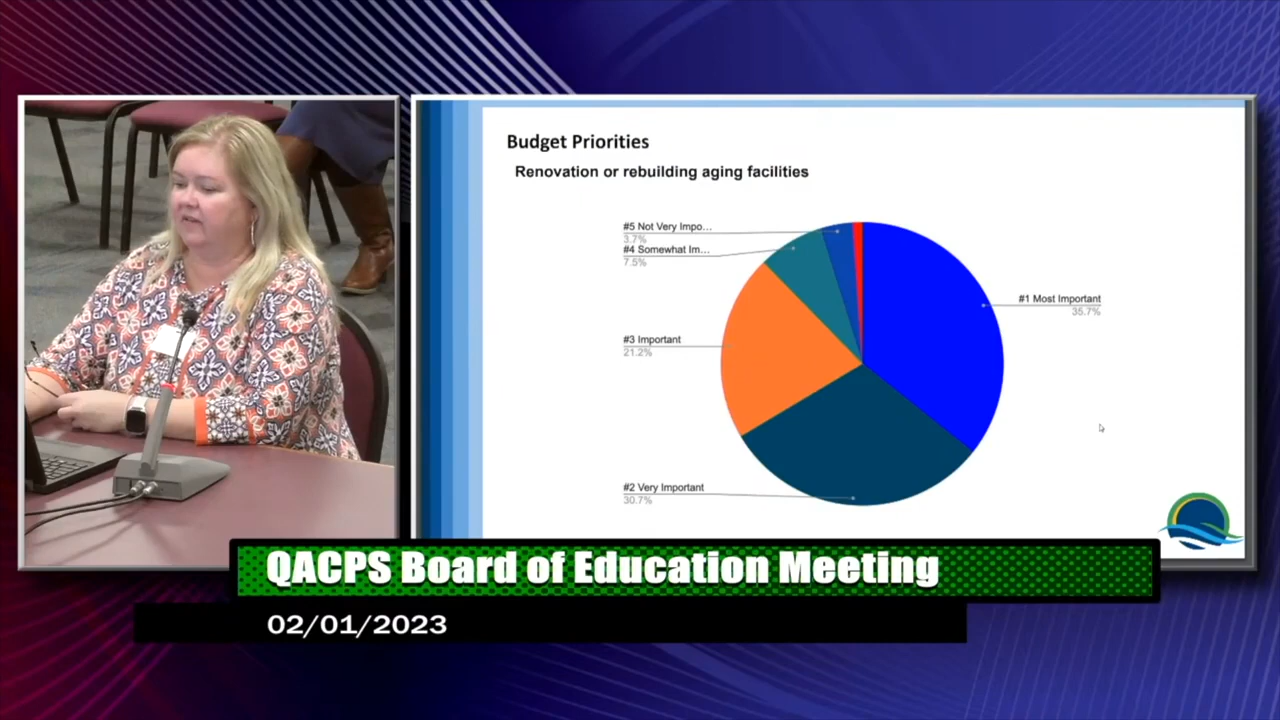 Budget Priorities
Renovation or rebuilding aging facilities
#5 Not Very Impo...
3.7%
#4 Somewhat Im...
7.5%
#1 Most Important
35.7%
#3 Important
21.2%
#2 Very Important
30.7%
QACPS Board of Education Meeting
02/01/2023